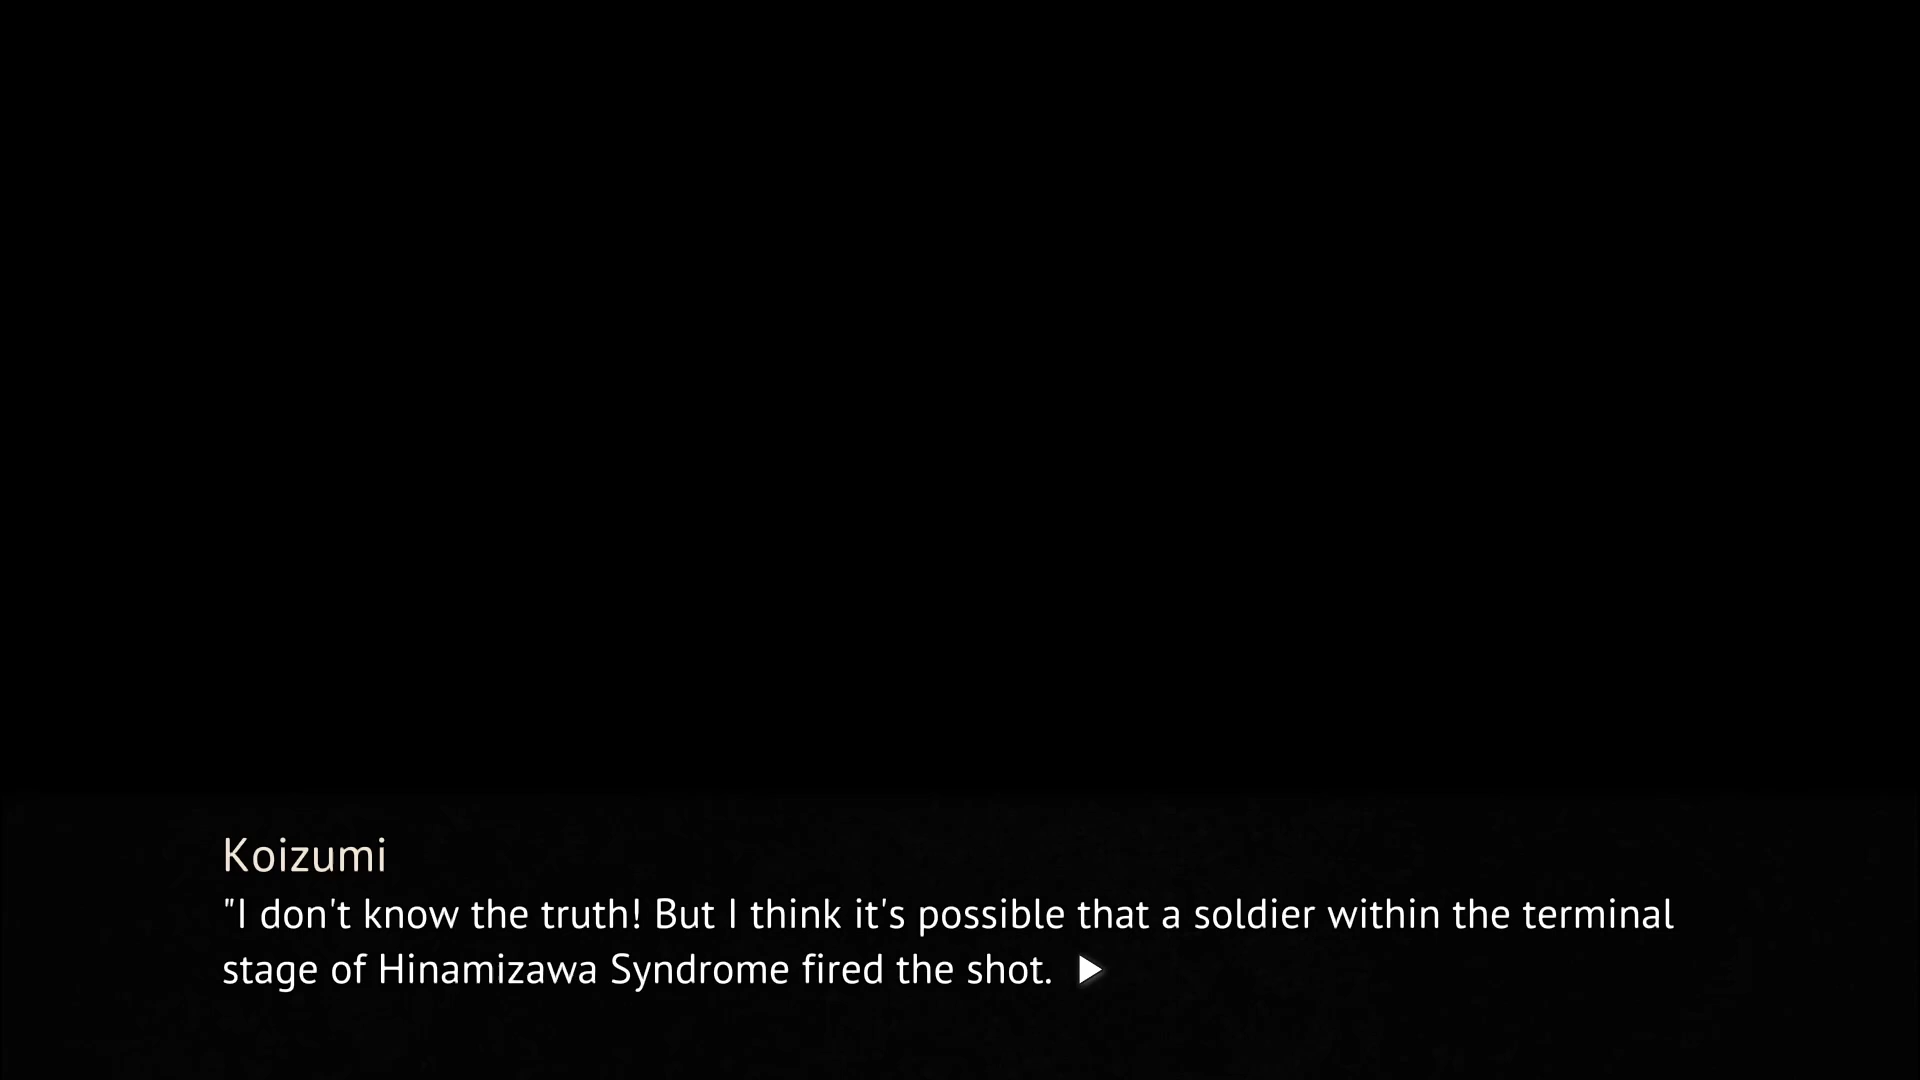 Koizumi
"I don't know the truth! But I think it's possible that a soldier within the terminal
stage of Hinamizawa Syndrome fired the shot.